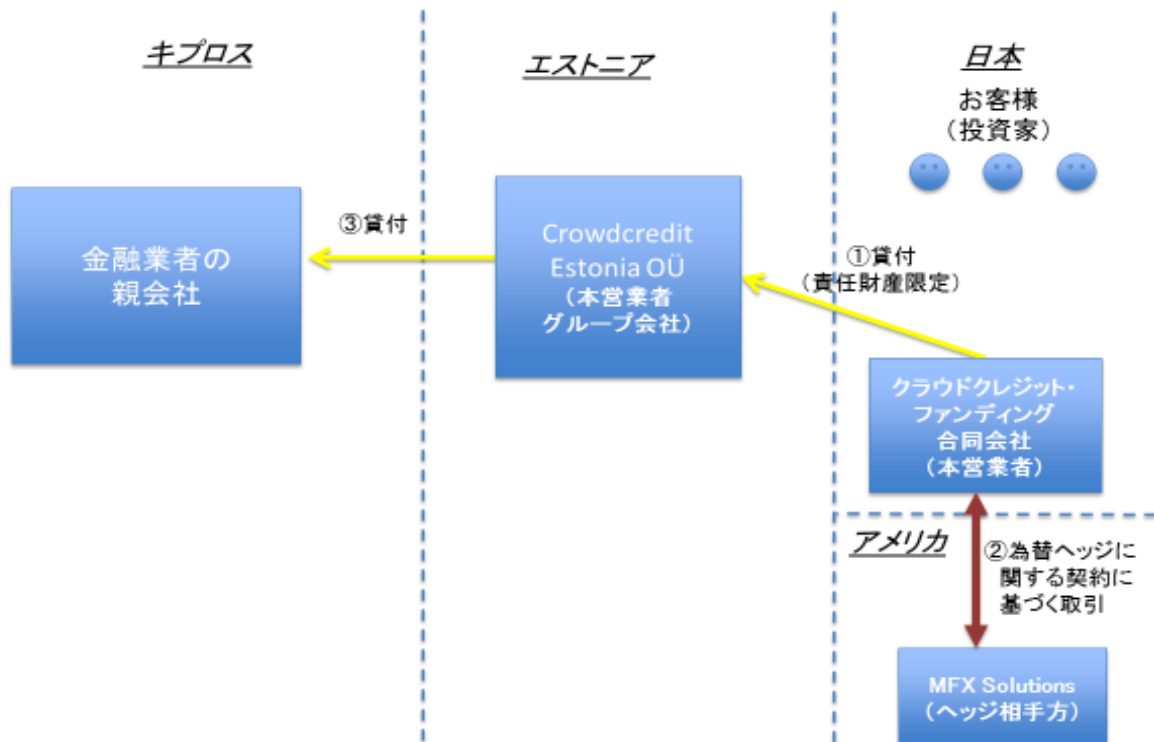 キプロス
エストニア
日本
お客様
（投資家）
金融業者の
親会社
③貸付
Crowdcredit
Estonia OÜ
（本営業者
グループ会社）
①貸付
（責任財産限定）
クラウドクレジット・
ファンディング
合同会社
（本営業者）
アメリカ
②為替ヘッジに
関する契約に
基づく取引
MFX Solutions
（ヘッジ相手方）